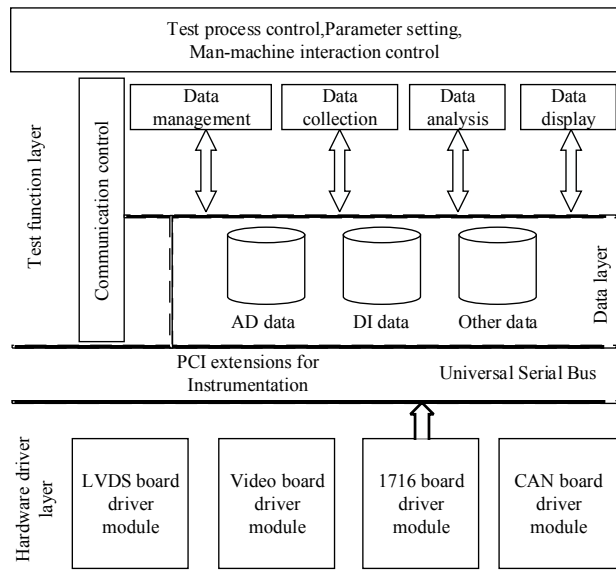 Test process control,Parameter setting,
Man-machine interaction control
Test function layer
Communication control
Data
management
Data
collection
Data
analysis
Data
display
AD data
DI data
Other data
Data layer
PCI extensions for
Instrumentation
Universal Serial Bus
Hardware driver
layer
LVDS board
driver
module
Video board
driver
module
1716 board
driver
module
CAN board
driver
module